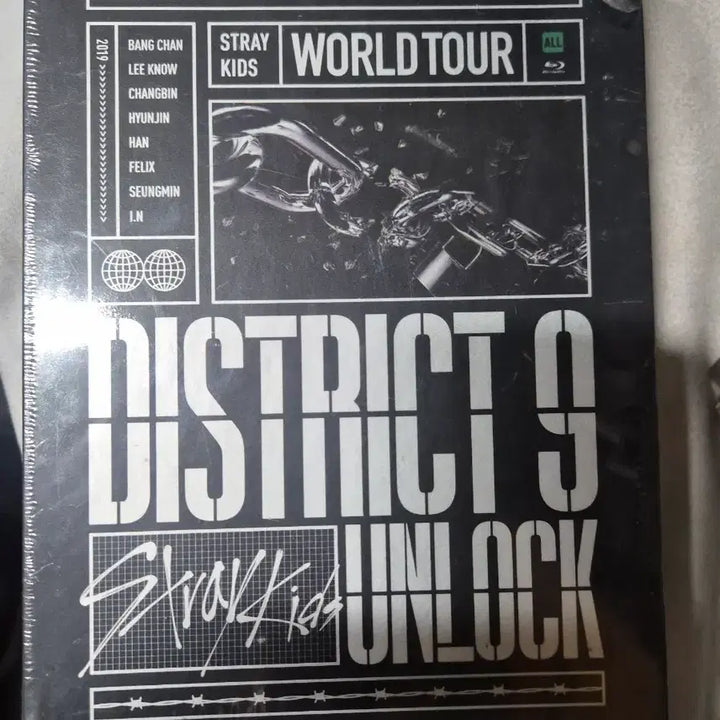 2019
BANG CHAN
LEE KNOW
CHANGBIN
HYUNJIN
HAN
FELIX
SEUNGMIN
I.N
STRAY
KIDS
WORLD TOUR
ALL
DISTRICT 9
Stray Kids
UNLOCK